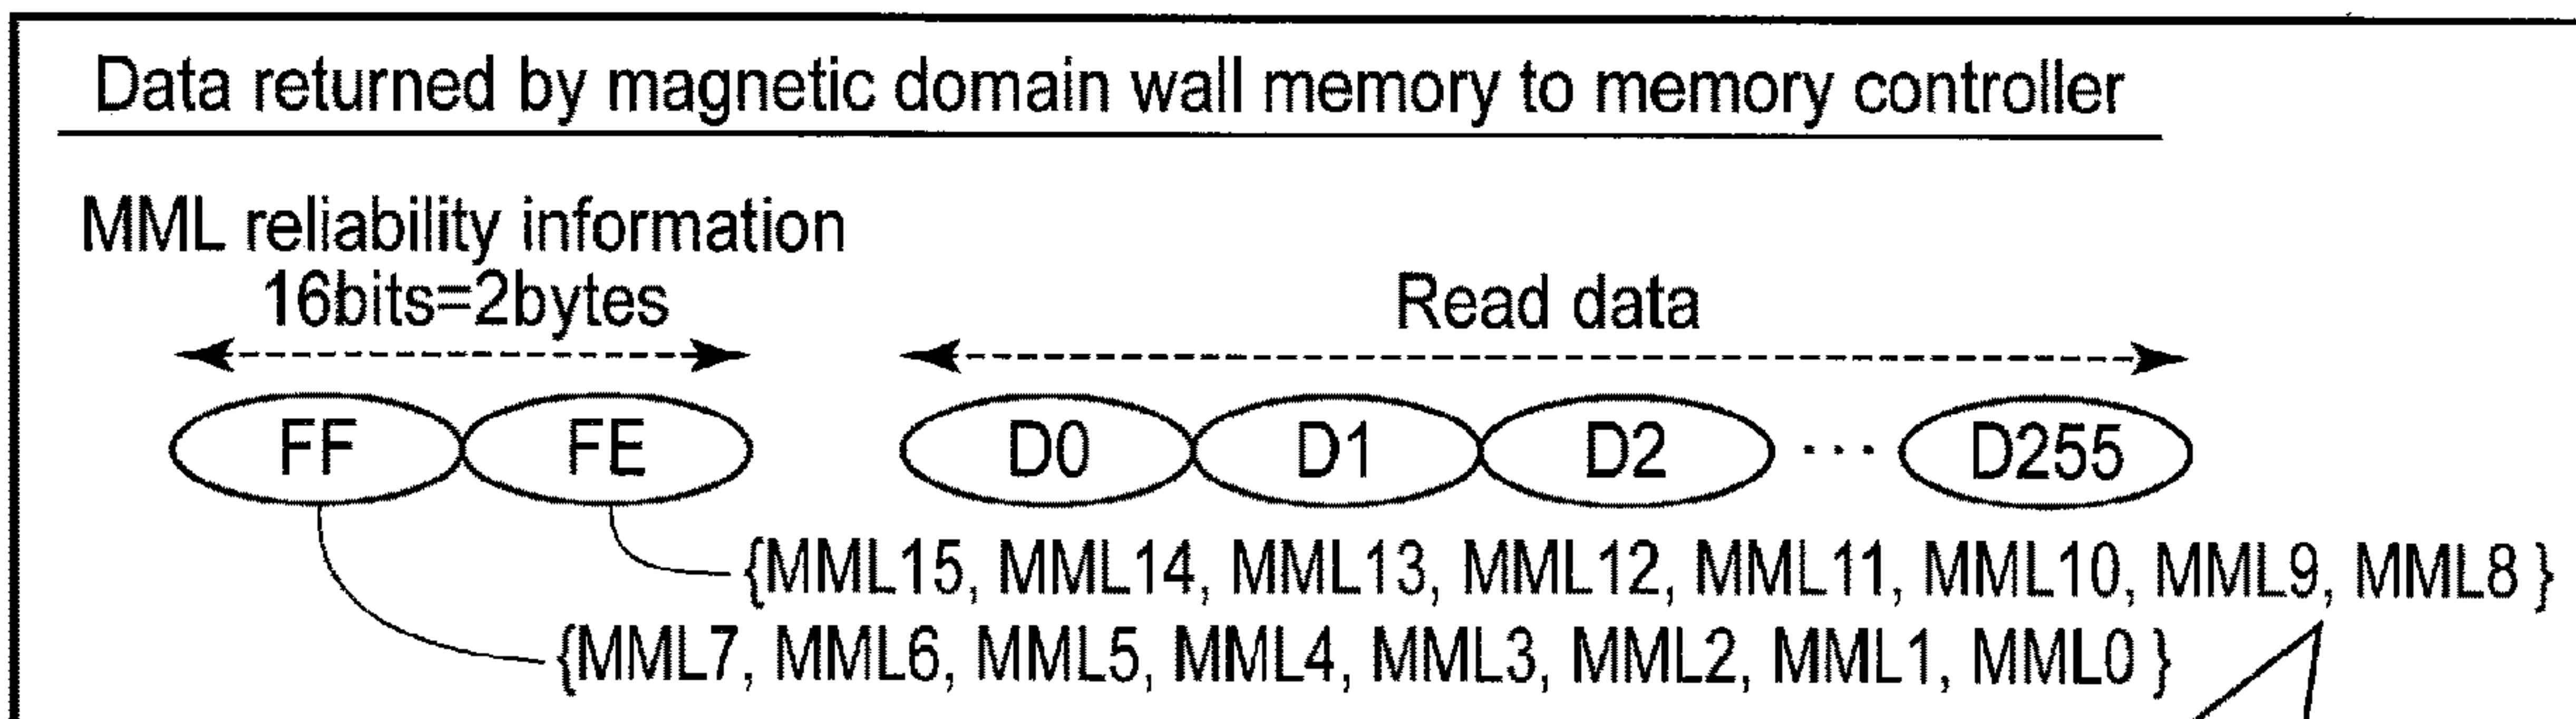 Data returned by magnetic domain wall memory to memory controller
MML reliability information
16bits=2bytes
Read data
FF FE D0 D1 D2 ... D255
{MML15, MML14, MML13, MML12, MML11, MML10, MML9, MML8 }
{MML7, MML6, MML5, MML4, MML3, MML2, MML1, MML0 }